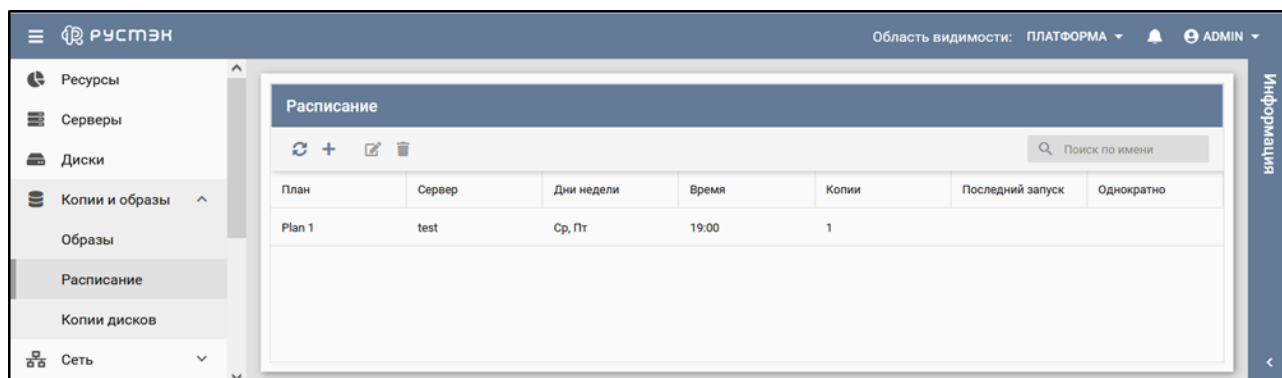 РУСТЭК
Область видимости: ПЛАТФОРМА ADMIN
Ресурсы
Серверы
Диски
Копии и образы
Образы
Расписание
Копии дисков
Сеть
Расписание
Поиск по имени
План Сервер Дни недели Время Копии Последний запуск Однократно
Plan 1 test Ср, Пт 19:00 1
Информация